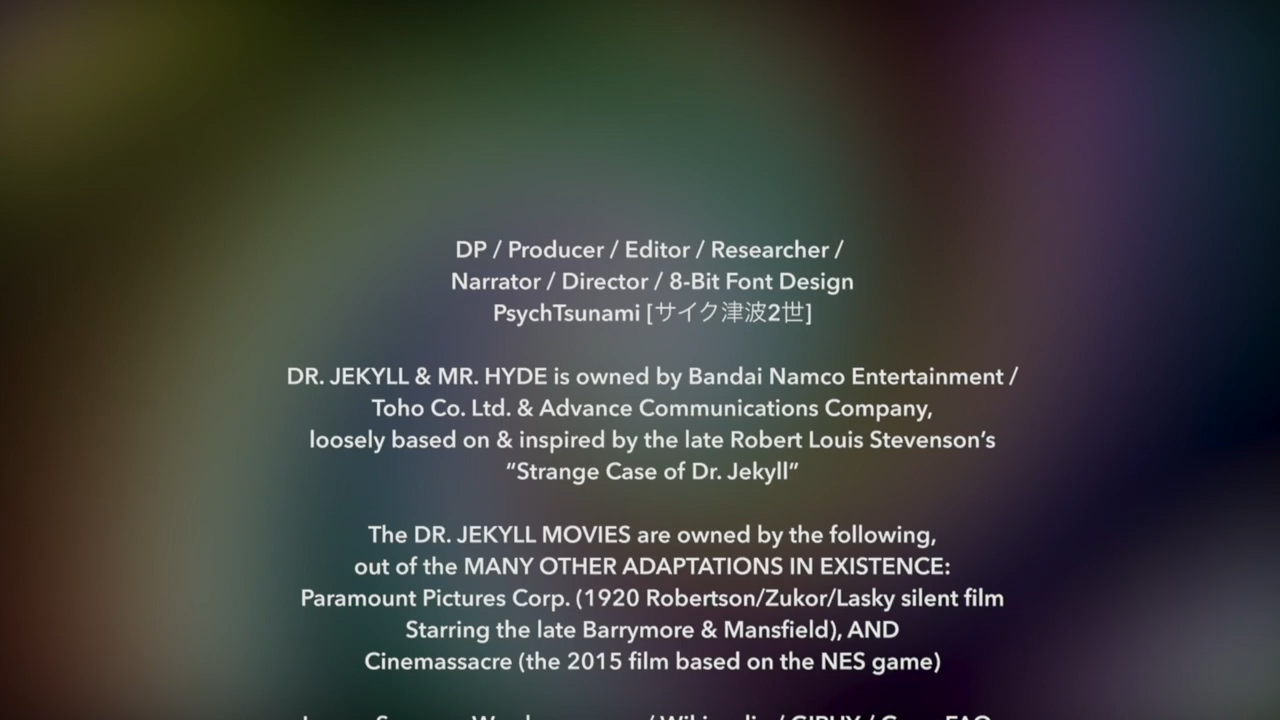 DP / Producer / Editor / Researcher /
Narrator / Director / 8-Bit Font Design
PsychTsunami [サイク津波2世]
DR. JEKYLL & MR. HYDE is owned by Bandai Namco Entertainment /
Toho Co. Ltd. & Advance Communications Company,
loosely based on & inspired by the late Robert Louis Stevenson’s
“Strange Case of Dr. Jekyll”
The DR. JEKYLL MOVIES are owned by the following,
out of the MANY OTHER ADAPTATIONS IN EXISTENCE:
Paramount Pictures Corp. (1920 Robertson/Zukor/Lasky silent film
Starring the late Barrymore & Mansfield), AND
Cinemassacre (the 2015 film based on the NES game)